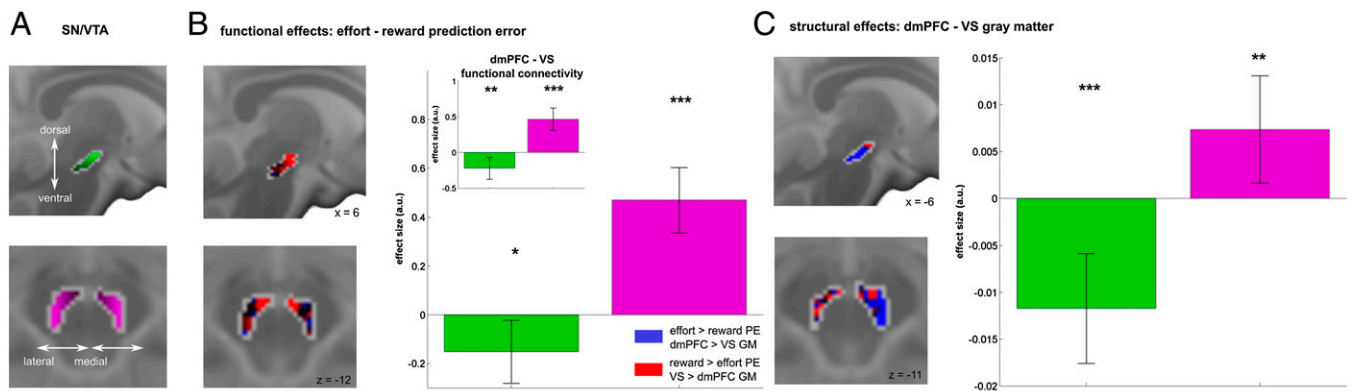 A
SN/VTA
dorsal
ventral
lateral
medial
B
functional effects: effort - reward prediction error
x = 6
z = -12
dmPFC - VS
functional connectivity
effect size (a.u.)
1
0.5
0
-0.5
**
***
effect size (a.u.)
0.8
0.6
0.4
0.2
0
-0.2
*
***
effort > reward PE
dmPFC > VS GM
reward > effort PE
VS > dmPFC GM
C
structural effects: dmPFC - VS gray matter
x = -6
z = -11
effect size (a.u.)
0.015
0.01
0.005
0
-0.005
-0.01
-0.015
-0.02
***
**